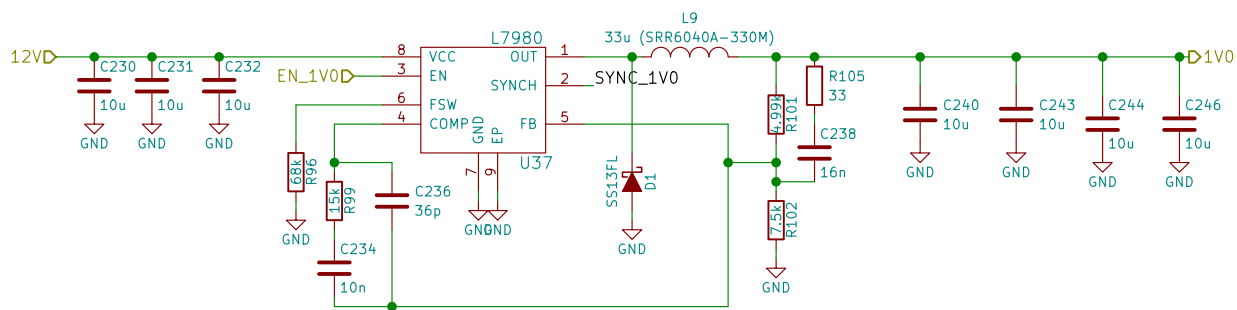 L9
33u (SRR6040A-330M)
L7980
12V
C230
10u
GND
C231
10u
GND
C232
10u
GND
EN_1V0
8
3
6
4
VCC
EN
FSW
COMP
GND
EP
OUT
SYNCH
FB
1
2
5
7
9
U37
SYNC_1V0
GND
GND
68k
R96
GND
15k
R99
C236
36p
C234
10n
SS13FL
D1
GND
4.99k
R101
R105
33
C238
16n
7.5k
R102
GND
C240
10u
GND
C243
10u
GND
C244
10u
GND
C246
10u
GND
1V0